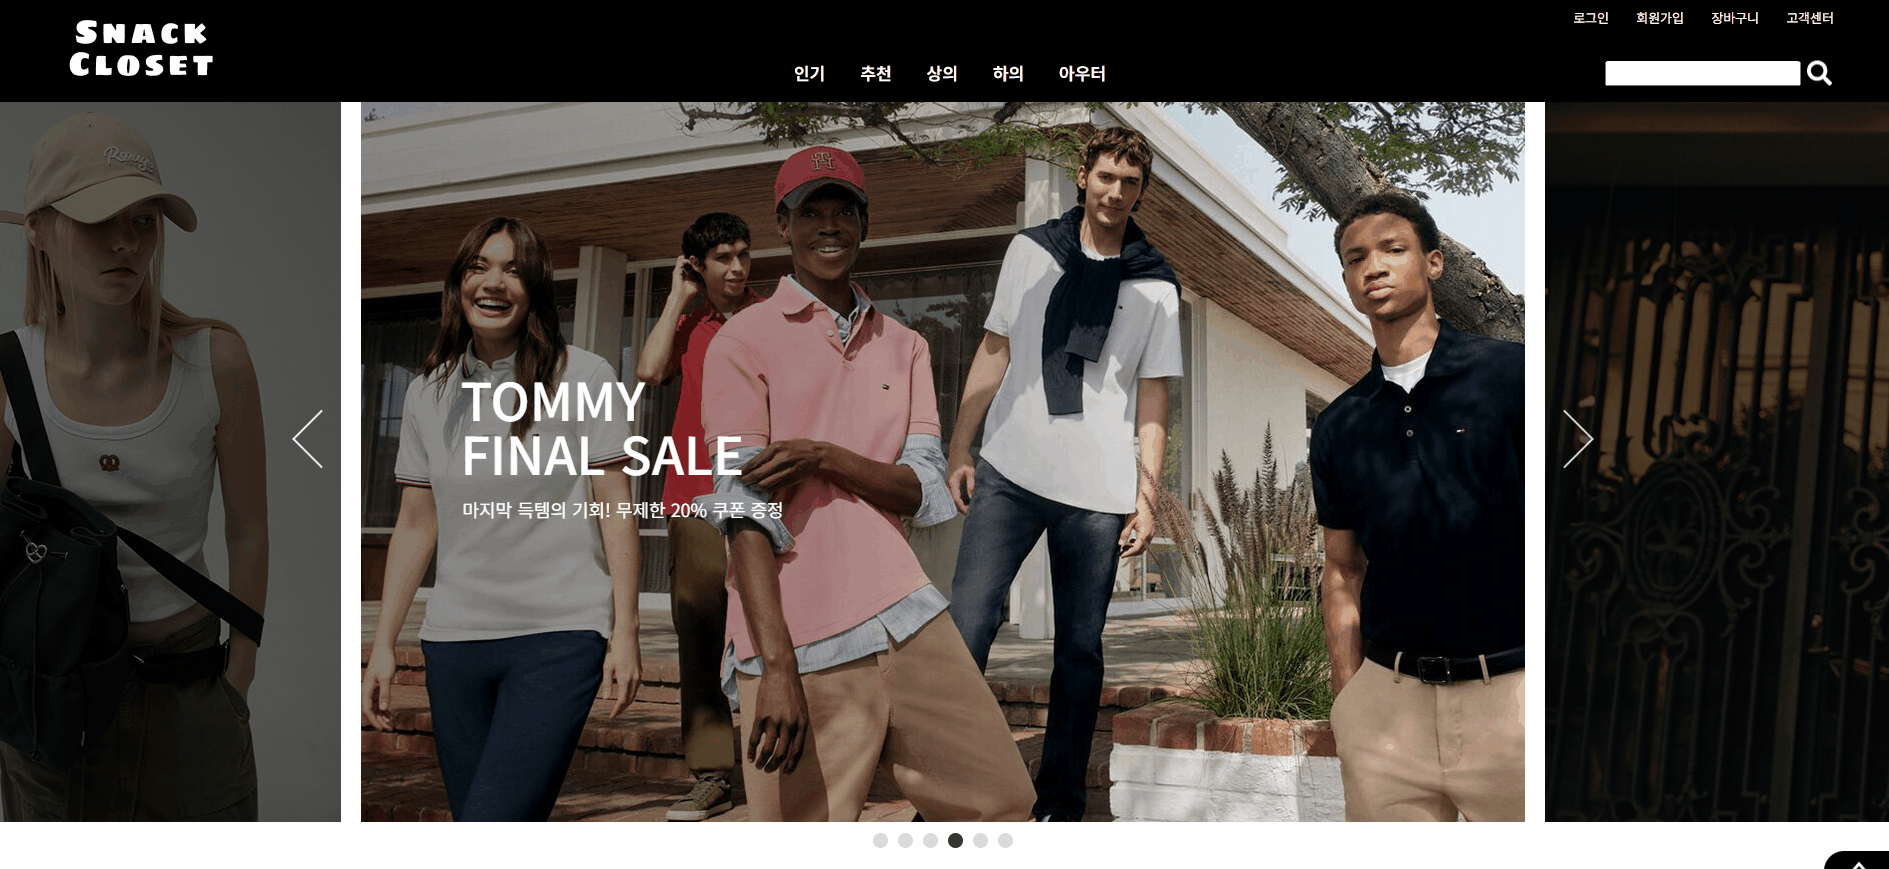 SNACK
CLOSET
로그인 회원가입 장바구니 고객센터
인기 추천 상의 하의 아우터
TOMMY
FINAL SALE
마지막 득템의 기회! 무제한 20% 쿠폰 증정